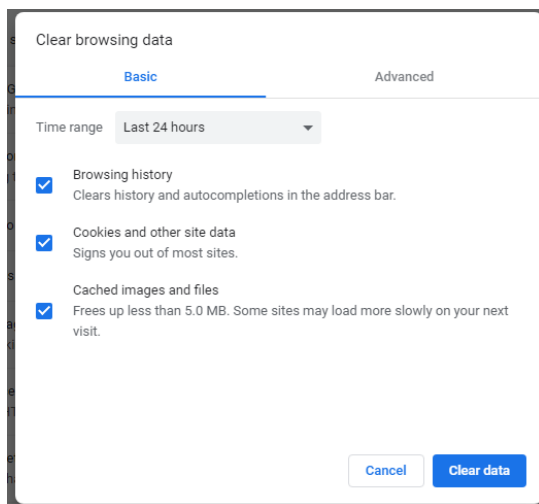 Clear browsing data
Basic
Advanced
Time range
Last 24 hours
Browsing history
Clears history and autocompletions in the address bar.
Cookies and other site data
Signs you out of most sites.
Cached images and files
Frees up less than 5.0 MB. Some sites may load more slowly on your next
visit.
Cancel
Clear data